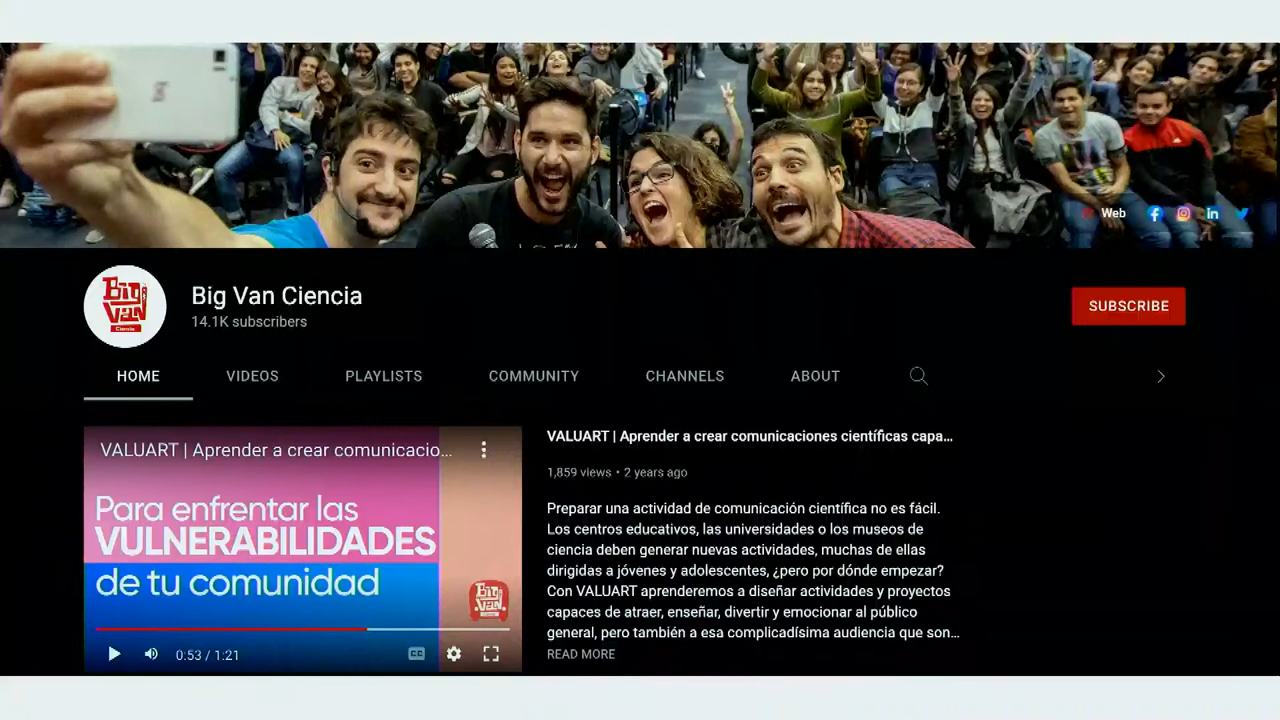 Web
Big Van Ciencia
Big Van Ciencia
14.1K subscribers
SUBSCRIBE
HOME VIDEOS PLAYLISTS COMMUNITY CHANNELS ABOUT
VALUART | Aprender a crear comunicacio...
Para enfrentar las
VULNERABILIDADES
de tu comunidad
Big Van
0:53 / 1:21
VALUART | Aprender a crear comunicaciones científicas capa...
1,859 views • 2 years ago
Preparar una actividad de comunicación científica no es fácil.
Los centros educativos, las universidades o los museos de
ciencia deben generar nuevas actividades, muchas de ellas
dirigidas a jóvenes y adolescentes, ¿pero por dónde empezar?
Con VALUART aprenderemos a diseñar actividades y proyectos
capaces de atraer, enseñar, divertir y emocionar al público
general, pero también a esa complicadísima audiencia que son...
READ MORE